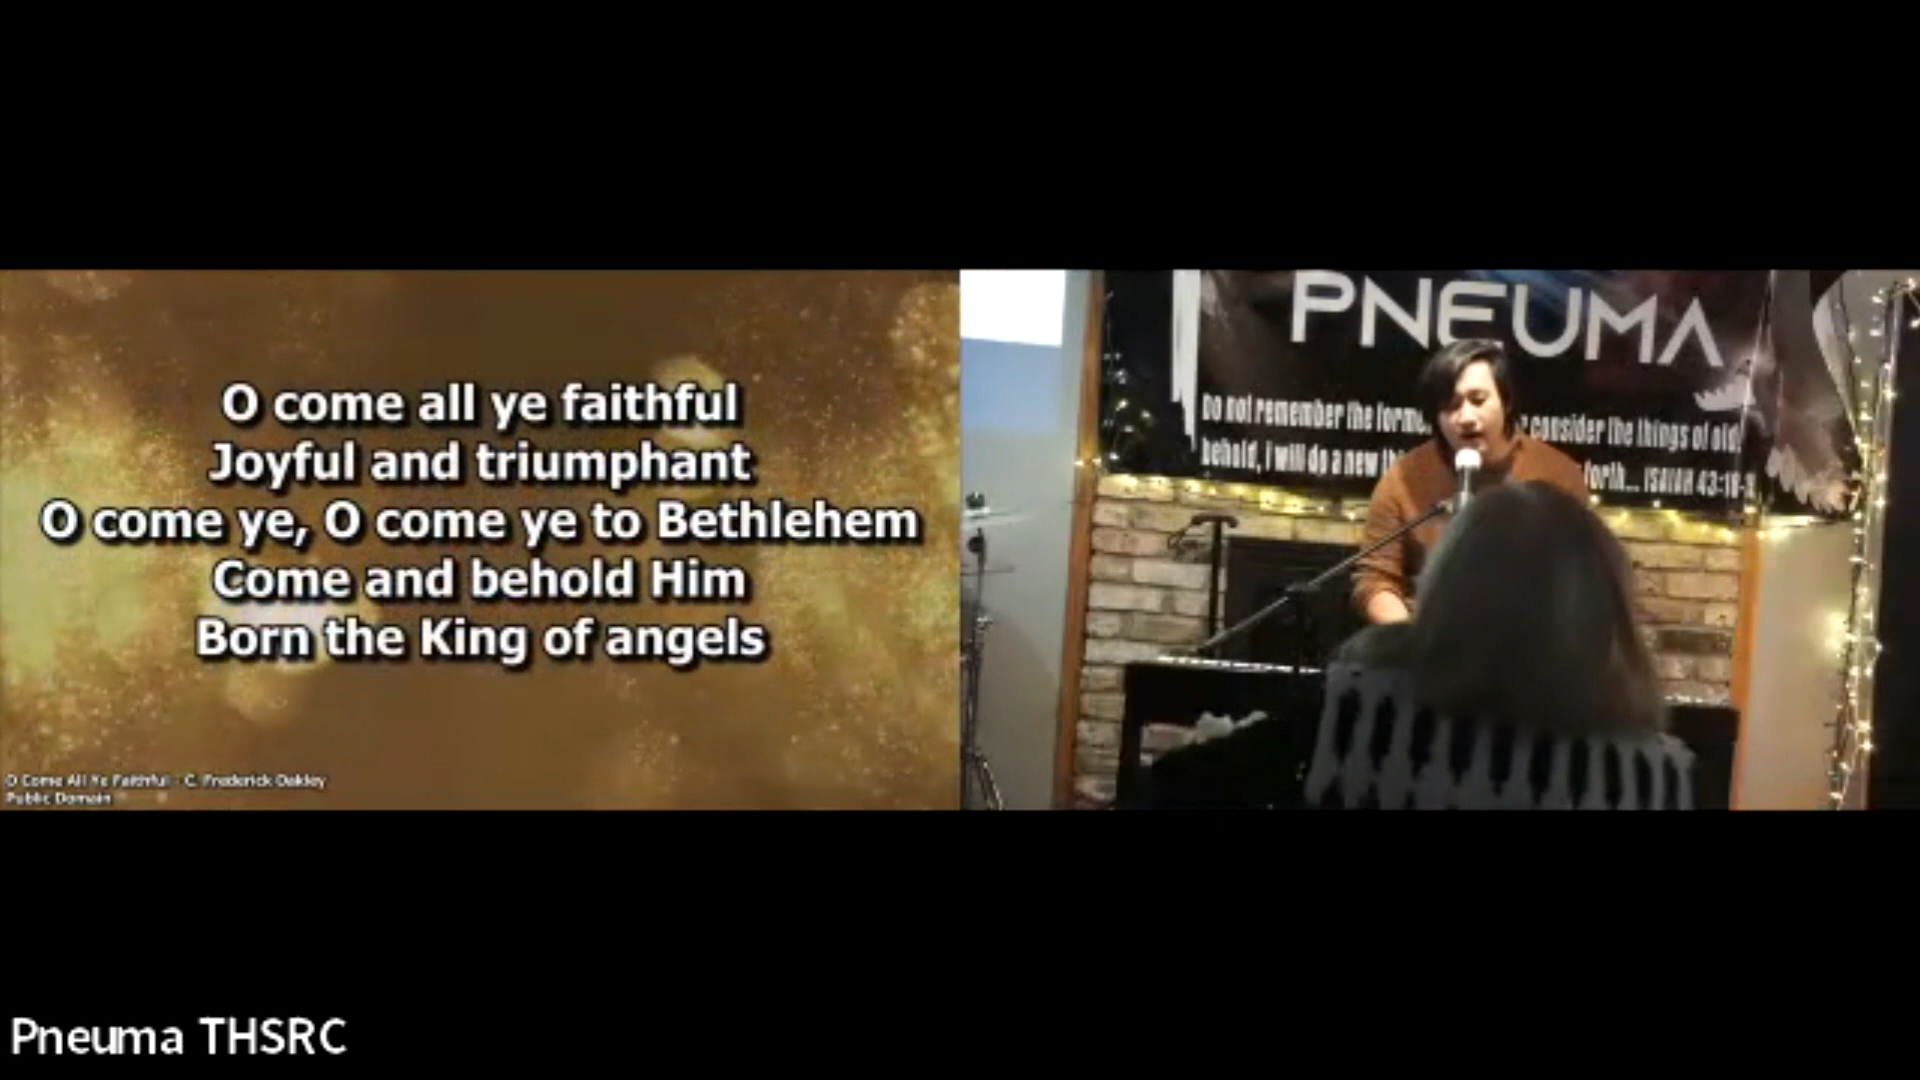 O come all ye faithful
Joyful and triumphant
O come ye, O come ye to Bethlehem
Come and behold Him
Born the King of angels
O Come All Ye Faithful - C. Frederick Oakley
Public Domain
PNEUMA
Do not remember the consider the things of old,
behold, I will do a new forth... ISAIAH 43:18-
Pneuma THSRC